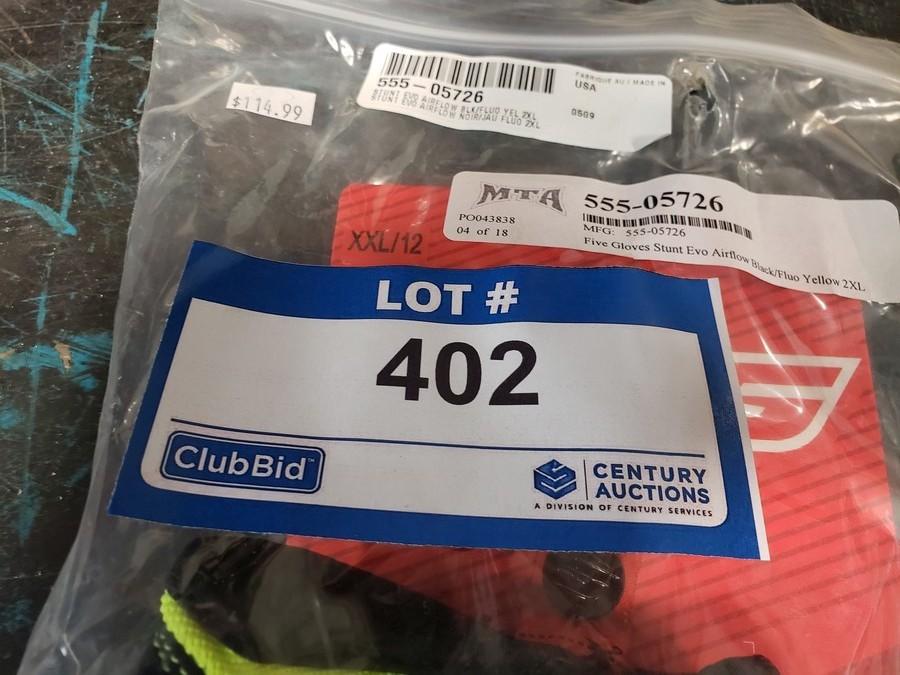 $114.99
555-05726
STUNT EVO AIRFLOW BLK/FLUO YEL 2XL
STUNT EVO AIRFLOW NOIR/JAU FLUO 2XL
FABRIQUE AU / MADE IN
USA
0509
MTA
PO043838
04 of 18
555-05726
MFG: 555-05726
Five Gloves Stunt Evo Airflow Black/Fluo Yellow 2XL
XXL/12
LOT #
402
ClubBid™
CENTURY
AUCTIONS
A DIVISION OF CENTURY SERVICES